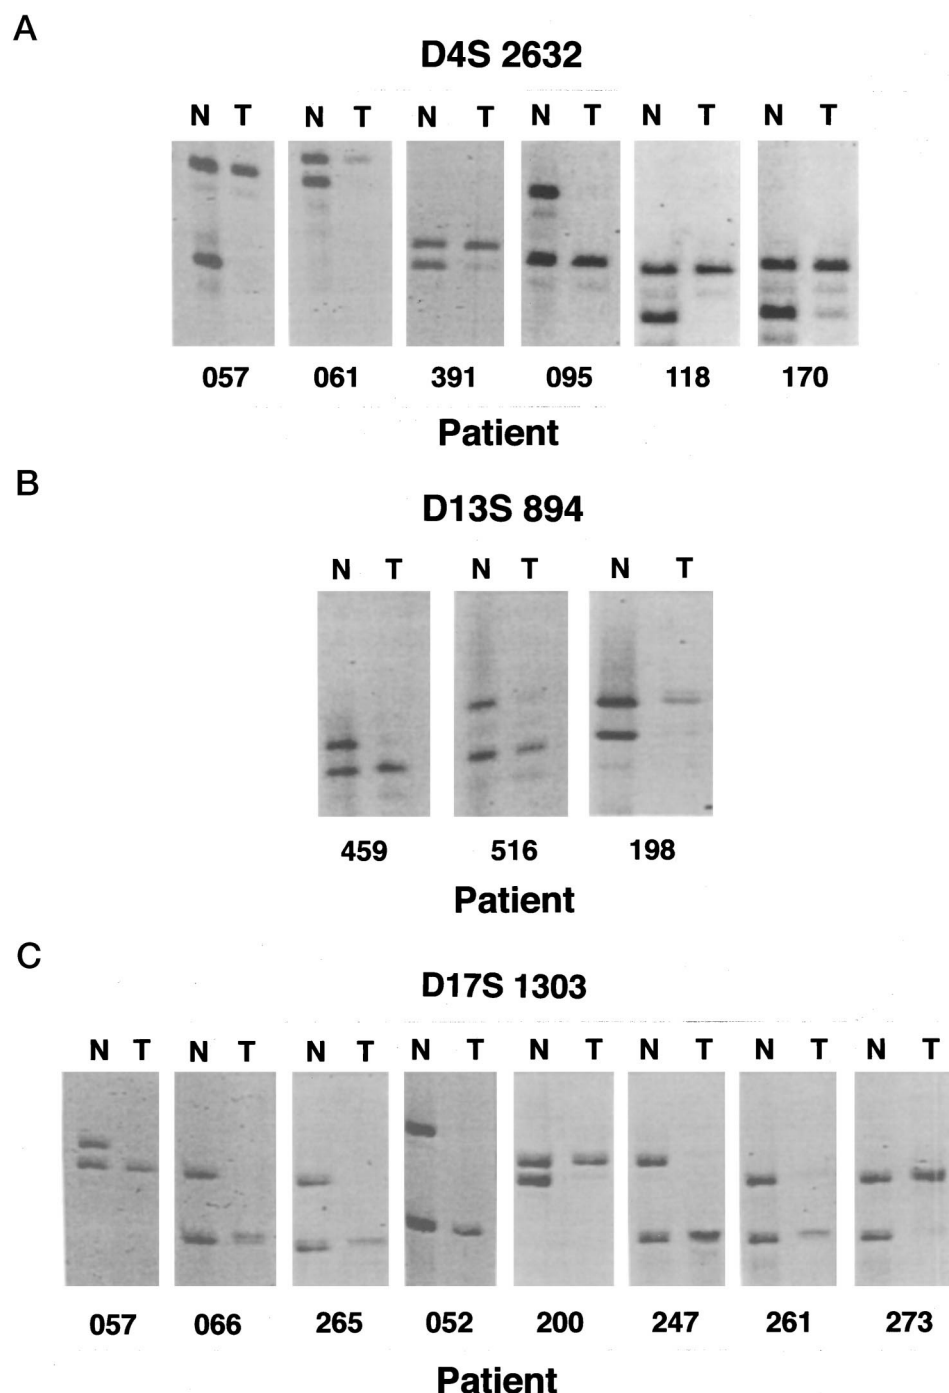 A
D4S 2632
N T N T N T N T N T N T
057 061 391 095 118 170
Patient
B
D13S 894
N T N T N T
459 516 198
Patient
C
D17S 1303
N T N T N T N T N T N T N T N T
057 066 265 052 200 247 261 273
Patient